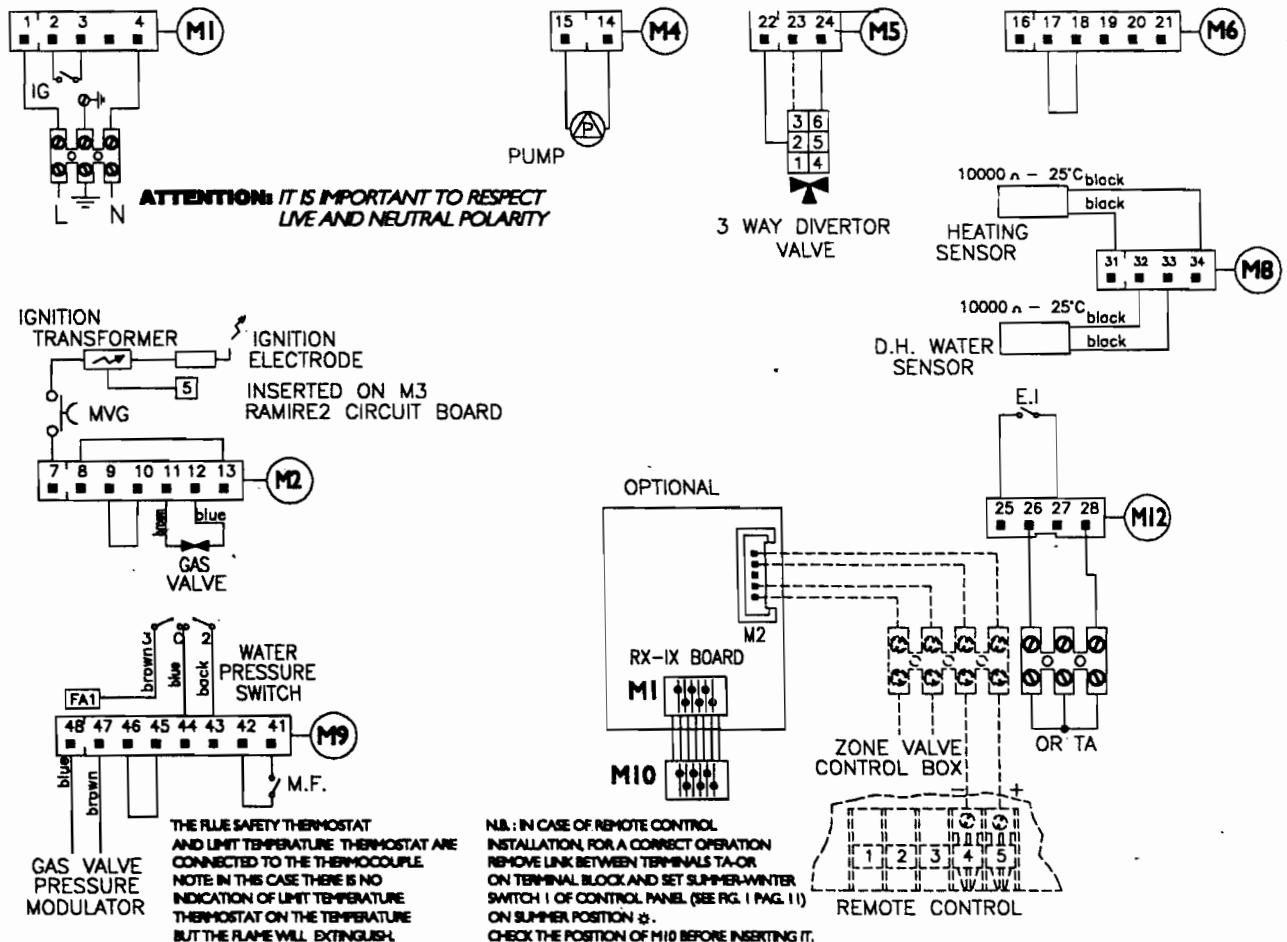 1 2 3 4 M1
IG
L N
ATTENTION: IT IS IMPORTANT TO RESPECT
LIVE AND NEUTRAL POLARITY
15 14 M4
P
PUMP
22 23 24 M5
3 6
2 5
1 4
3 WAY DIVERTOR
VALVE
16 17 18 19 20 21 M6
10000 Ω - 25°C black
black
HEATING
SENSOR
31 32 33 34 M8
10000 Ω - 25°C black
black
D.H. WATER
SENSOR
IGNITION
TRANSFORMER
IGNITION
ELECTRODE
5
INSERTED ON M3
RAMIRE2 CIRCUIT BOARD
MVG
7 8 9 10 11 12 13 M2
brown blue
GAS
VALVE
3 0 2
brown blue back
WATER
PRESSURE
SWITCH
FA1
48 47 46 45 44 43 42 41 M9
blue brown
M.F.
GAS VALVE
PRESSURE
MODULATOR
THE FLUE SAFETY THERMOSTAT
AND LIMIT TEMPERATURE THERMOSTAT ARE
CONNECTED TO THE THERMOCOUPLE.
NOTE: IN THIS CASE THERE IS NO
INDICATION OF LIMIT TEMPERATURE
THERMOSTAT ON THE TEMPERATURE
BUT THE FLAME WILL EXTINGUISH.
OPTIONAL
M2
RX-IX BOARD
M1
M10
E.I
25 26 27 28 M12
ZONE VALVE
CONTROL BOX
OR TA
- +
1 2 3 4 5
REMOTE CONTROL
N.B. : IN CASE OF REMOTE CONTROL
INSTALLATION, FOR A CORRECT OPERATION
REMOVE LINK BETWEEN TERMINALS TA-OR
ON TERMINAL BLOCK AND SET SUMMER-WINTER
SWITCH 1 OF CONTROL PANEL (SEE FIG. 1 PAG. 11)
ON SUMMER POSITION ☼.
CHECK THE POSITION OF M10 BEFORE INSERTING IT.